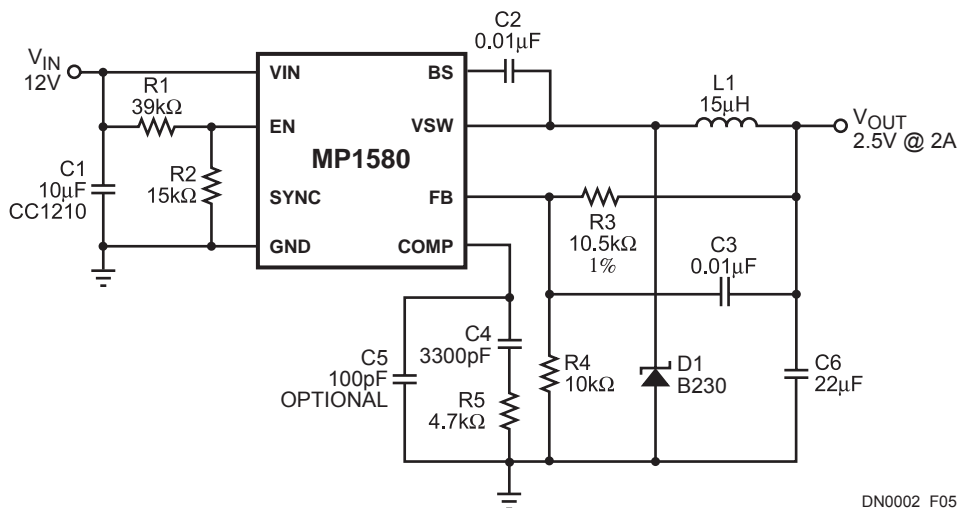 V_IN
12V
R1
39kΩ
C1
10µF
CC1210
R2
15kΩ
VIN
EN
SYNC
GND
MP1580
BS
VSW
FB
COMP
C2
0.01µF
L1
15µH
V_OUT
2.5V @ 2A
R3
10.5kΩ
1%
C3
0.01µF
C5
100pF
OPTIONAL
C4
3300pF
R5
4.7kΩ
R4
10kΩ
D1
B230
C6
22µF
DN0002_F05